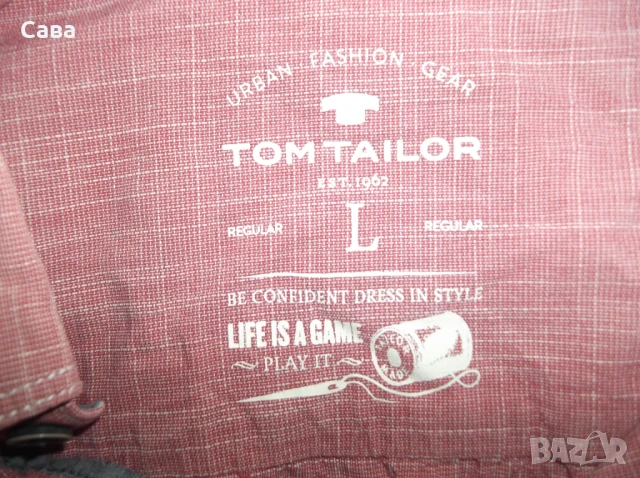 Сава
URBAN · FASHION · GEAR
TOM TAILOR
EST. 1962
REGULAR L REGULAR
BE CONFIDENT DRESS IN STYLE
LIFE IS A GAME
~ PLAY IT ~
BAZAR